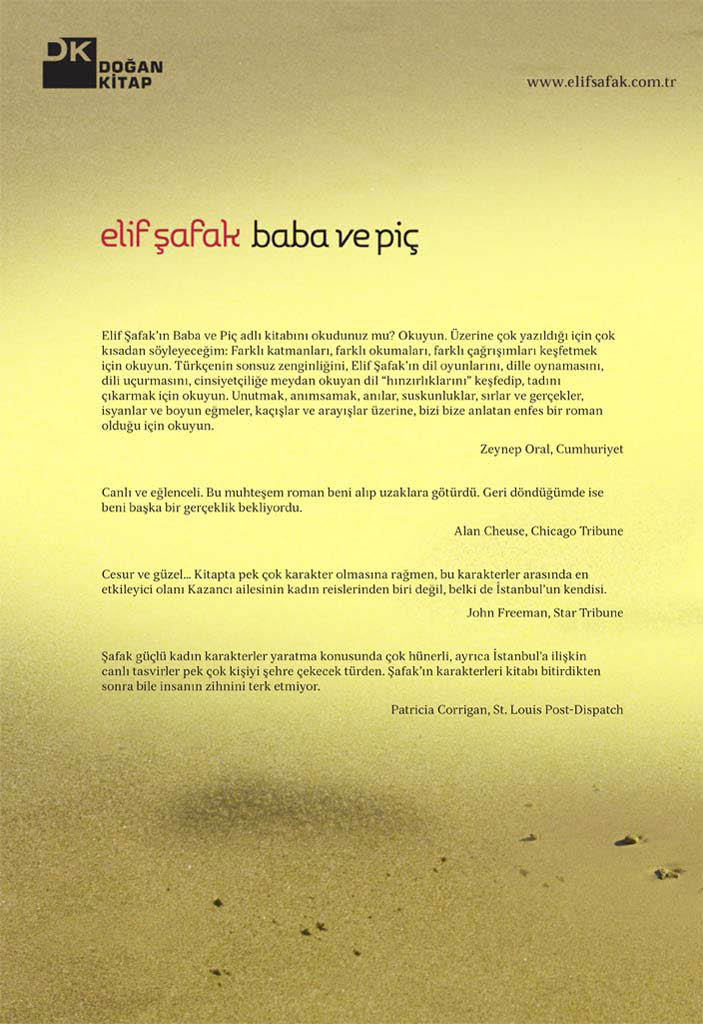 DK
DOĞAN
KİTAP
www.elifsafak.com.tr
elif şafak baba ve piç
Elif Şafak'ın Baba ve Piç adlı kitabını okudunuz mu? Okuyun. Üzerine çok yazıldığı için çok
kısadan söyleyeceğim: Farklı katmanları, farklı okumaları, farklı çağrışımları keşfetmek
için okuyun. Türkçenin sonsuz zenginliğini, Elif Şafak'ın dil oyunlarını, dille oynamasını,
dili uçurmasını, cinsiyetçiliğe meydan okuyan dil "hınzırlıklarını" keşfedip, tadını
çıkarmak için okuyun. Unutmak, anımsamak, anılar, suskunluklar, sırlar ve gerçekler,
isyanlar ve boyun eğmeler, kaçışlar ve arayışlar üzerine, bizi bize anlatan enfes bir roman
olduğu için okuyun.
Zeynep Oral, Cumhuriyet
Canlı ve eğlenceli. Bu muhteşem roman beni alıp uzaklara götürdü. Geri döndüğümde ise
beni başka bir gerçeklik bekliyordu.
Alan Cheuse, Chicago Tribune
Cesur ve güzel... Kitapta pek çok karakter olmasına rağmen, bu karakterler arasında en
etkileyici olanı Kazancı ailesinin kadın reislerinden biri değil, belki de İstanbul'un kendisi.
John Freeman, Star Tribune
Şafak güçlü kadın karakterler yaratma konusunda çok hünerli, ayrıca İstanbul'a ilişkin
canlı tasvirler pek çok kişiyi şehre çekecek türden. Şafak'ın karakterleri kitabı bitirdikten
sonra bile insanın zihnini terk etmiyor.
Patricia Corrigan, St. Louis Post-Dispatch